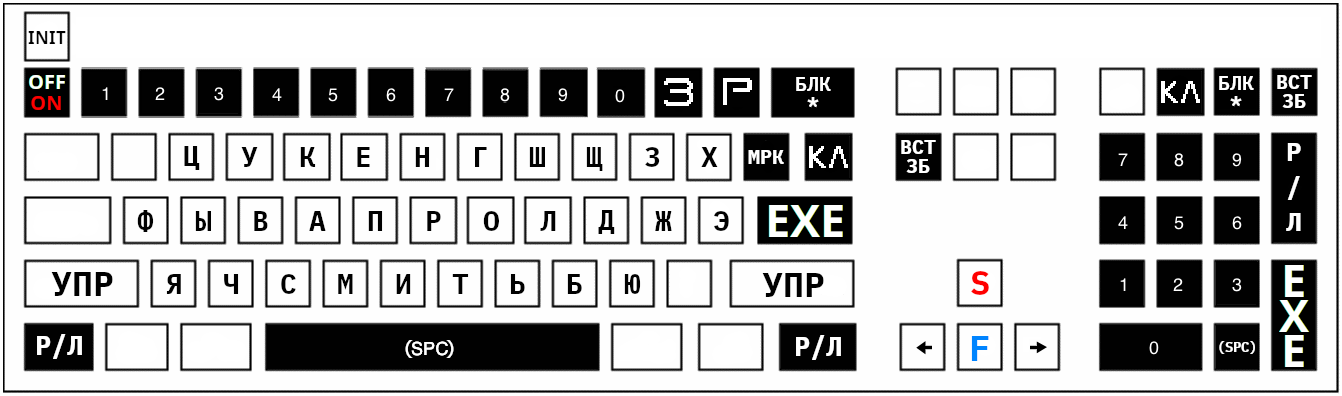 INIT
OFF 1 2 3 4 5 6 7 8 9 0 З Г БЛК КЛ БЛК ВСТ
ON * * ЗБ
Ц У К Е Н Г Ш Щ З Х МРК КЛ ВСТ 7 8 9 Р
ЗБ /
Ф Ы В А П Р О Л Д Ж Э EXE 4 5 6 Л
УПР Я Ч С М И Т Ь Б Ю УПР S 1 2 3 E
X
Р/Л (SPC) Р/Л ← F → 0 (SPC) E